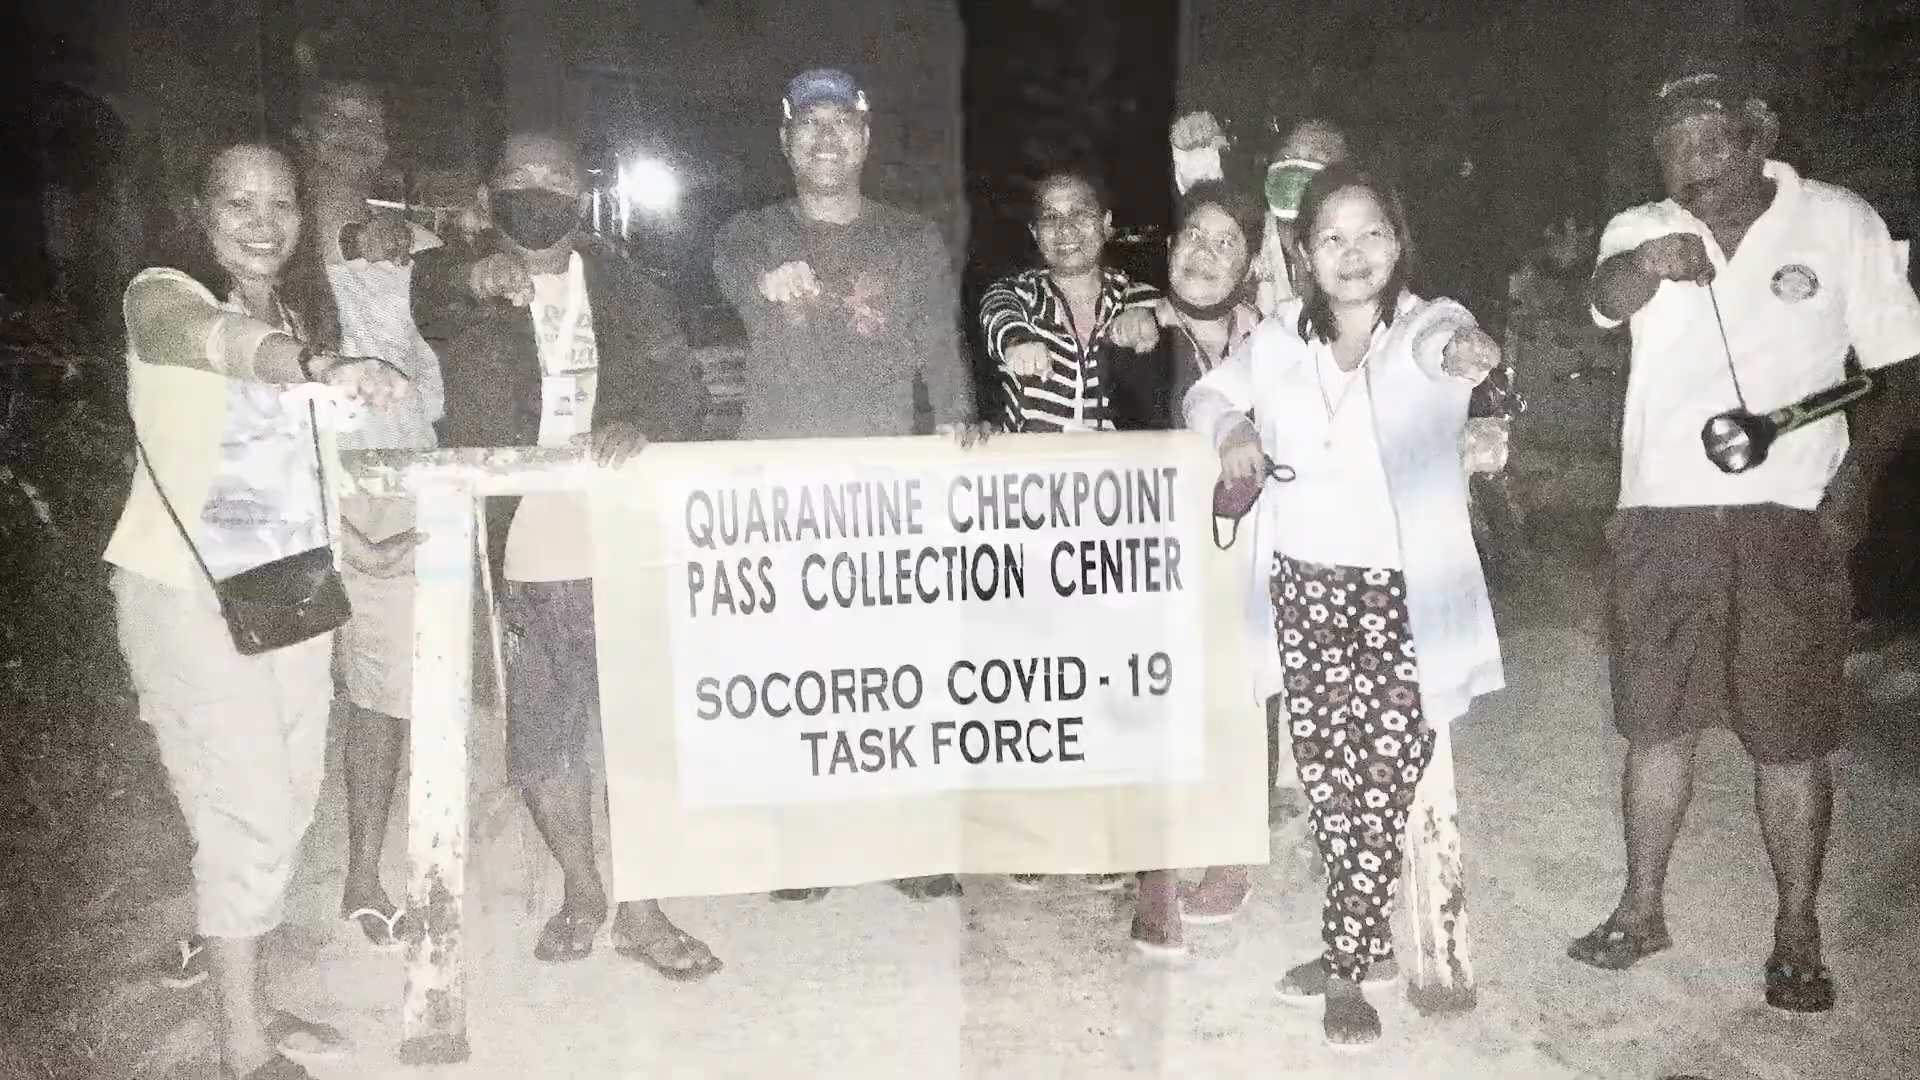 QUARANTINE CHECKPOINT
PASS COLLECTION CENTER
SOCORRO COVID - 19
TASK FORCE